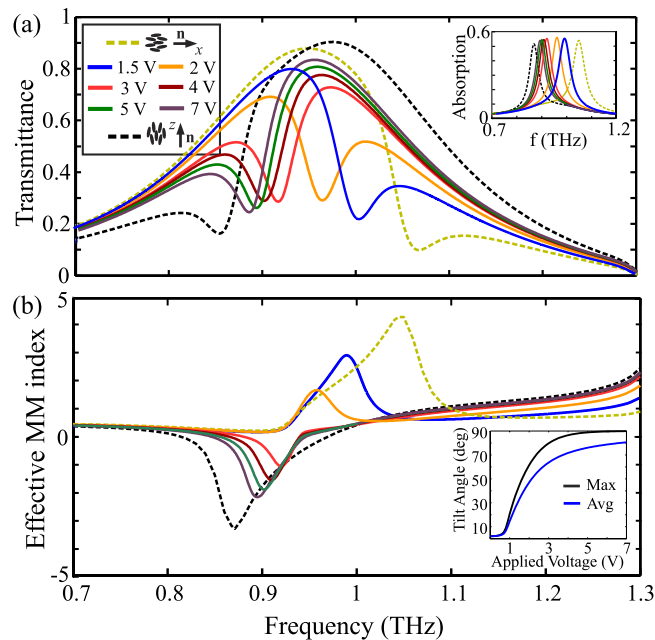 (a)
1
0.8
0.6
0.4
0.2
0
Transmittance
n
x
1.5 V
2 V
3 V
4 V
5 V
7 V
z
n
0.6
0
Absorption
0.7
1.2
f (THz)
(b)
5
0
-5
Effective MM index
0.7
0.8
0.9
1
1.1
1.2
1.3
Frequency (THz)
90
70
50
30
10
Tilt Angle (deg)
Max
Avg
1
3
5
7
Applied Voltage (V)